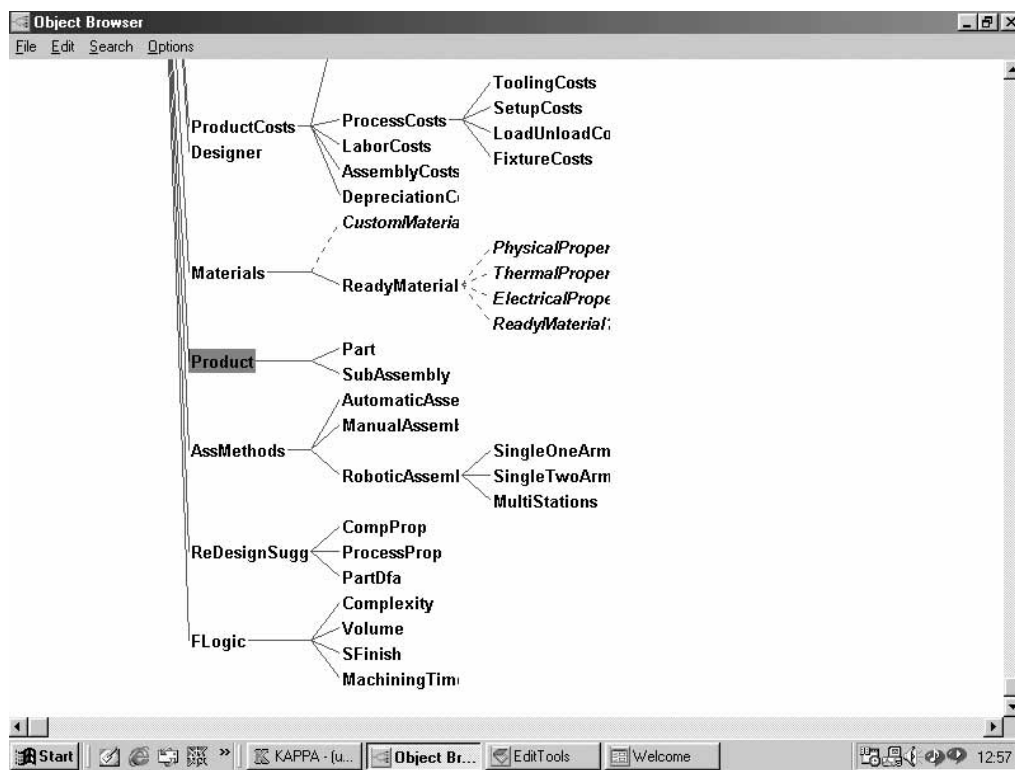 Object Browser
File Edit Search Options
ToolingCosts
SetupCosts
ProductCosts
ProcessCosts
LoadUnloadCo
Designer
LaborCosts
FixtureCosts
AssemblyCosts
DepreciationC
CustomMateria
PhysicalProper
Materials
ThermalProper
ReadyMaterial
ElectricalPrope
ReadyMaterial
Part
Product
SubAssembly
AutomaticAsse
ManualAssembl
AssMethods
SingleOneArm
RoboticAssembl
SingleTwoArm
MultiStations
CompProp
ReDesignSugg
ProcessProp
PartDfa
Complexity
Volume
FLogic
SFinish
MachiningTim
Start » KAPPA - (u... Object Br... EditTools Welcome 12:57